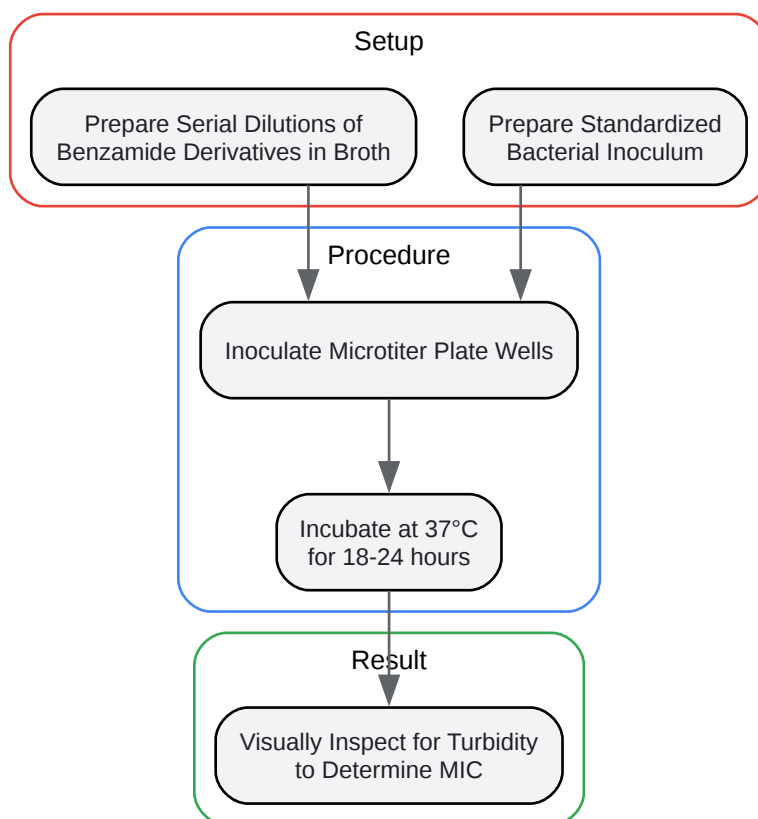 Setup
Prepare Serial Dilutions of
Benzamide Derivatives in Broth
Prepare Standardized
Bacterial Inoculum
Procedure
Inoculate Microtiter Plate Wells
Incubate at 37°C
for 18-24 hours
Result
Visually Inspect for Turbidity
to Determine MIC